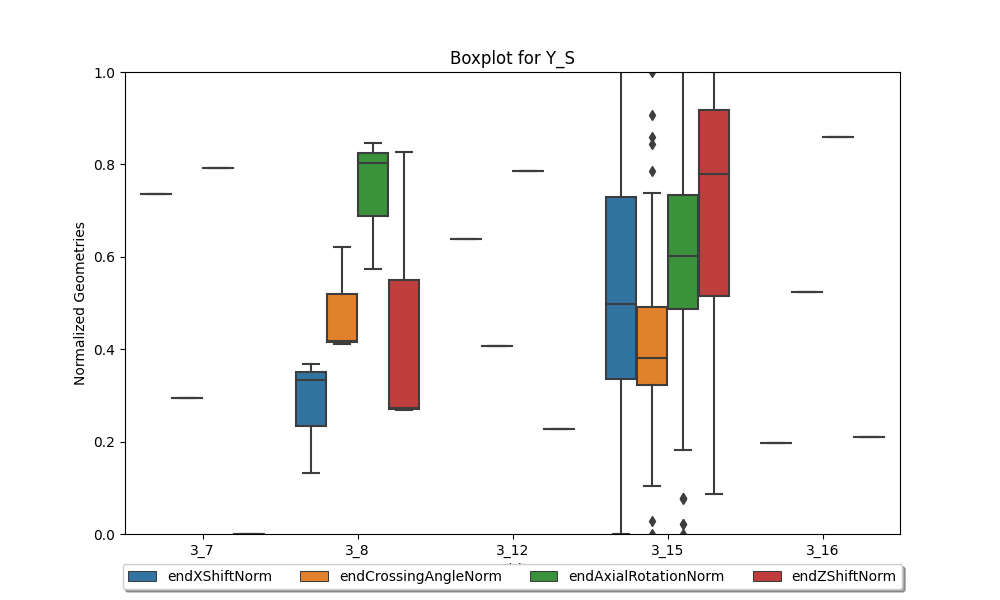 Boxplot for Y_S
Normalized Geometries
1.0
0.8
0.6
0.4
0.2
0.0
3_7 3_8 3_12 3_15 3_16
endXShiftNorm endCrossingAngleNorm endAxialRotationNorm endZShiftNorm